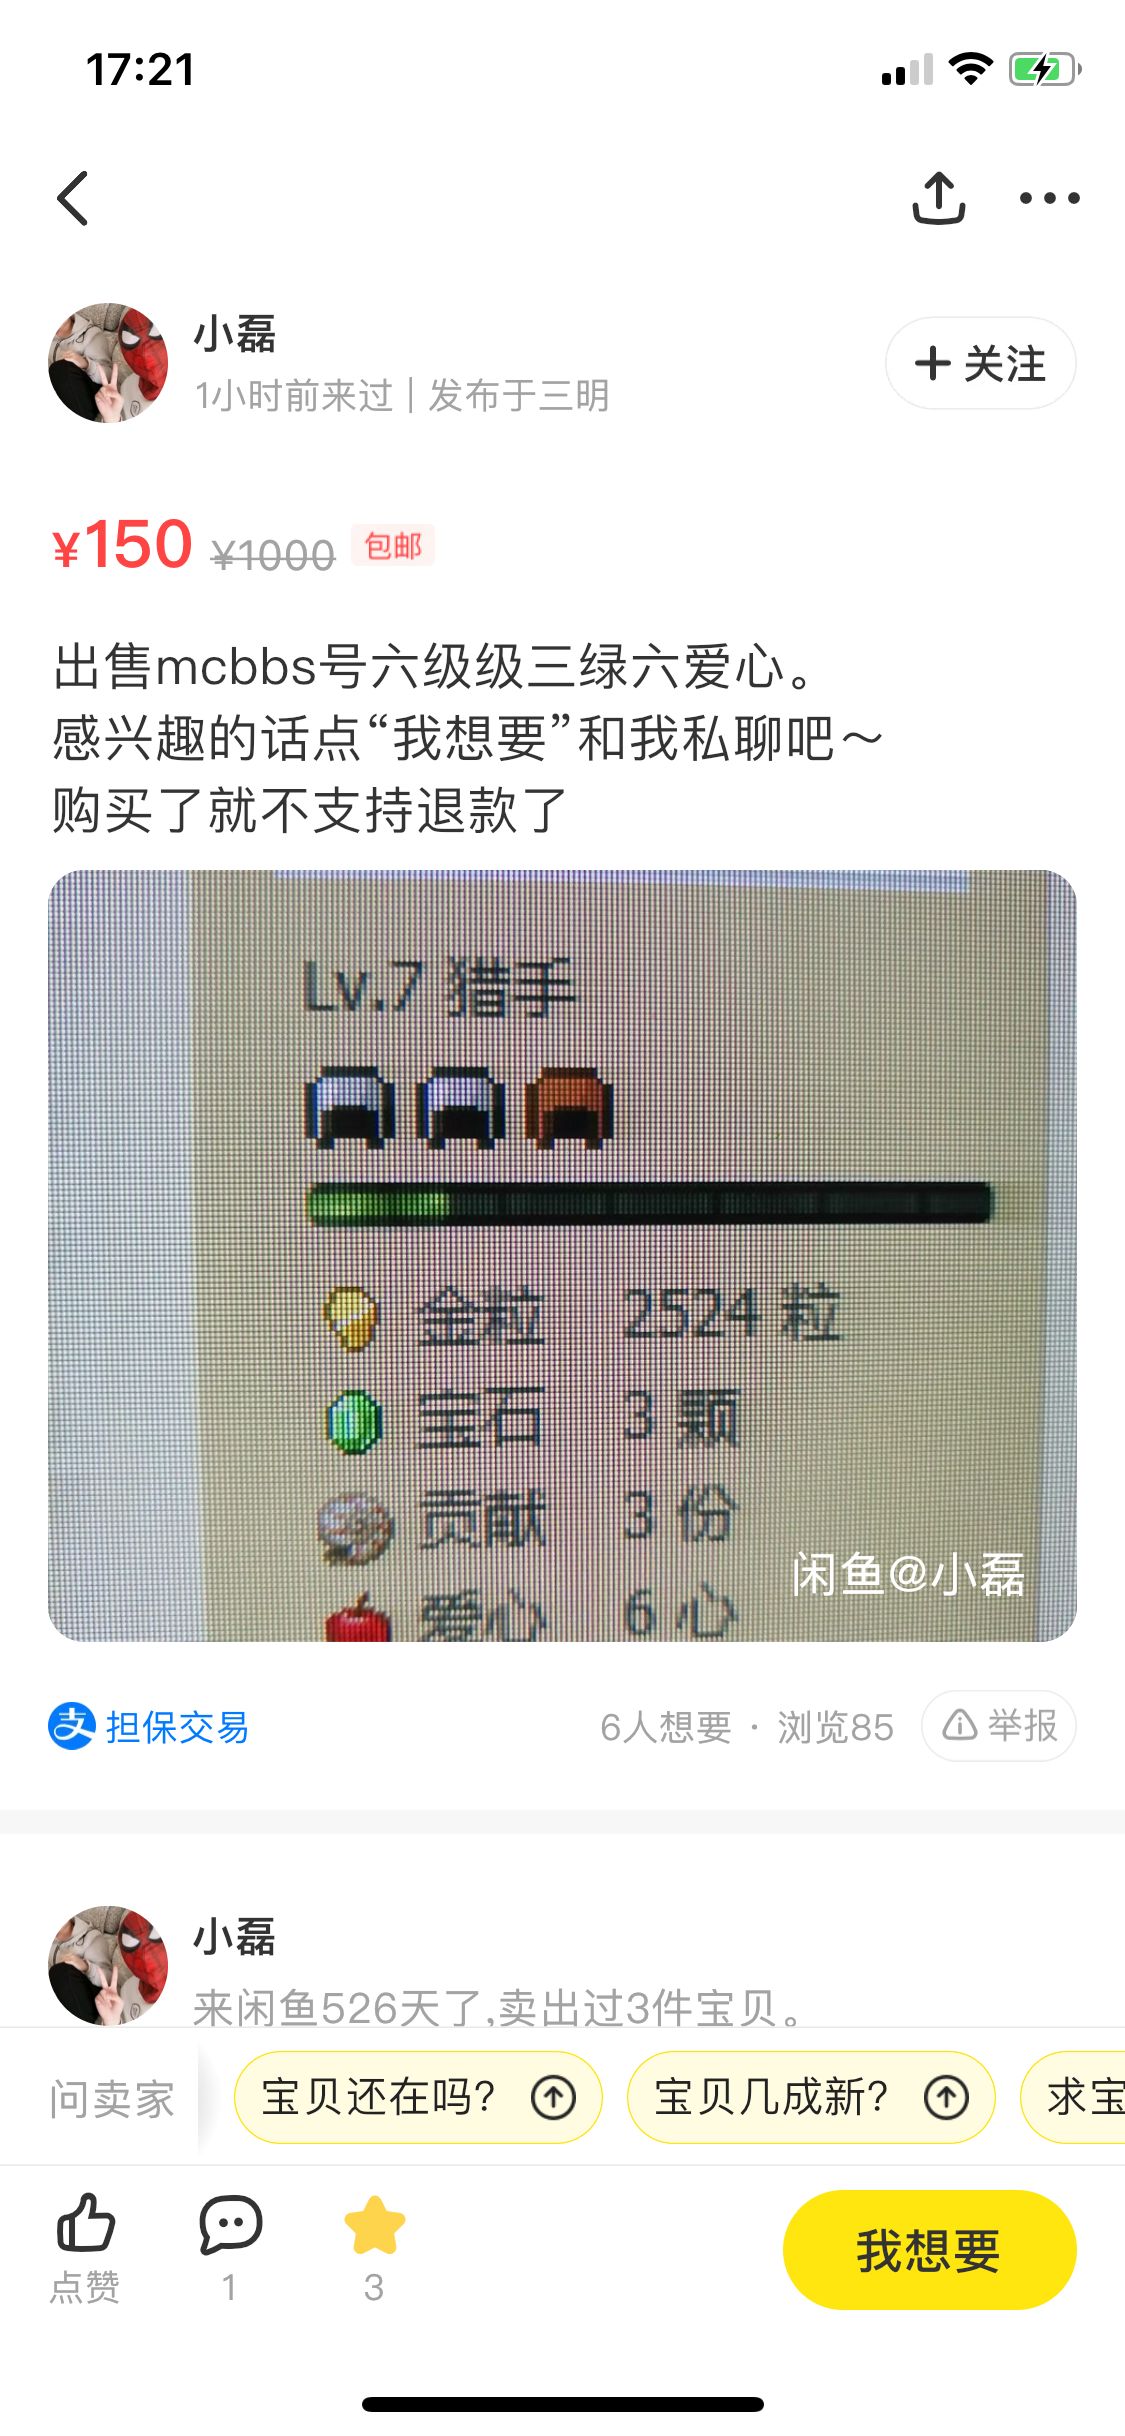 17:21
小磊
1小时前来过 | 发布于三明
+ 关注
¥150 ¥1000 包邮
出售mcbbs号六级级三绿六爱心。
感兴趣的话点“我想要”和我私聊吧～
购买了就不支持退款了
Lv.7 猎手
金粒 2524 粒
宝石 3 颗
贡献 3 份
爱心 6 心
闲鱼@小磊
支 担保交易
6人想要 · 浏览85
举报
小磊
来闲鱼526天了,卖出过3件宝贝。
问卖家
宝贝还在吗?
宝贝几成新?
求宝
点赞
1
3
我想要